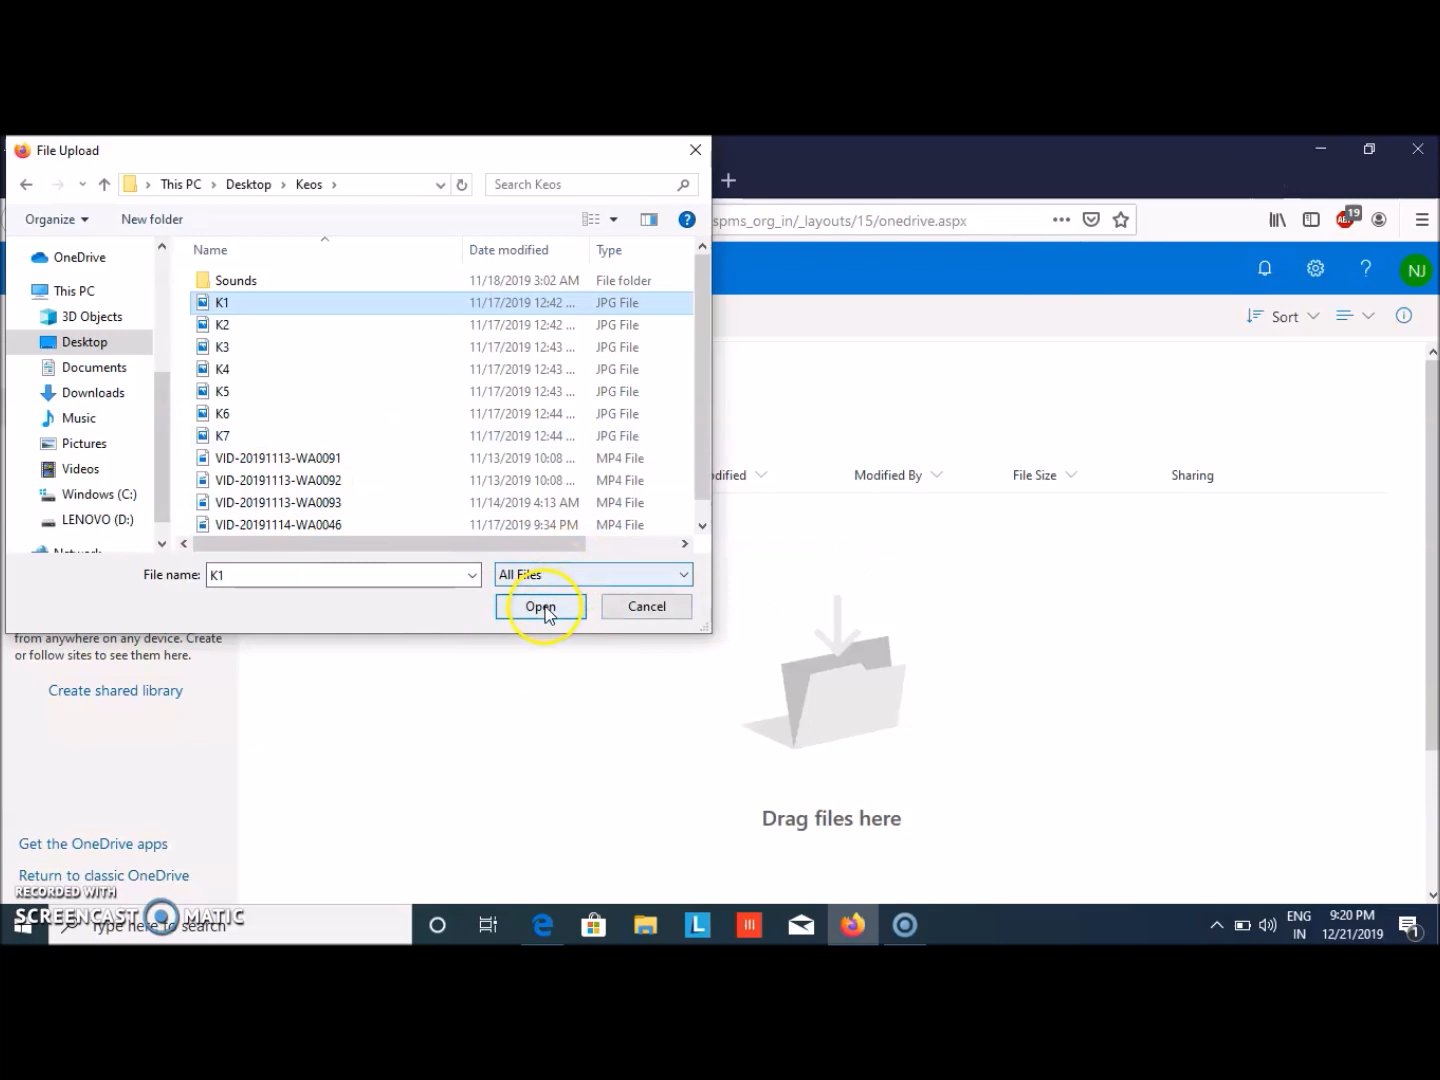 File Upload
This PC > Desktop > Keos >
Search Keos
spms_org_in/_layouts/15/onedrive.aspx
19
Organize
New folder
Name
Date modified
Type
NJ
OneDrive
This PC
3D Objects
Desktop
Documents
Downloads
Music
Pictures
Videos
Windows (C:)
LENOVO (D:)
Network
Sounds 11/18/2019 3:02 AM File folder
K1 11/17/2019 12:42 ... JPG File
K2 11/17/2019 12:42 ... JPG File
K3 11/17/2019 12:43 ... JPG File
K4 11/17/2019 12:43 ... JPG File
K5 11/17/2019 12:43 ... JPG File
K6 11/17/2019 12:44 ... JPG File
K7 11/17/2019 12:44 ... JPG File
VID-20191113-WA0091 11/13/2019 10:08 ... MP4 File
VID-20191113-WA0092 11/13/2019 10:08 ... MP4 File
VID-20191113-WA0093 11/14/2019 4:13 AM MP4 File
VID-20191114-WA0046 11/17/2019 9:34 PM MP4 File
File name: K1
All Files
Open
Cancel
Sort
dified
Modified By
File Size
Sharing
from anywhere on any device. Create
or follow sites to see them here.
Create shared library
Drag files here
Get the OneDrive apps
Return to classic OneDrive
RECORDED WITH
SCREENCAST MATIC
Type here to search
L
ENG
IN
9:20 PM
12/21/2019
1